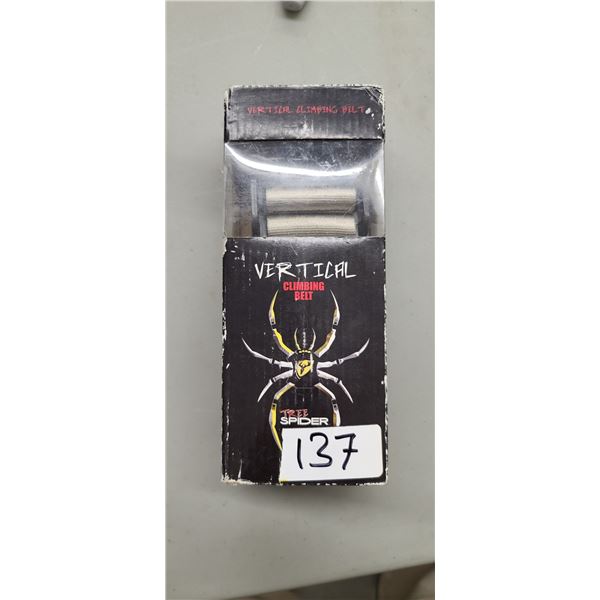 VERTICAL CLIMBING BELT
VERTICAL
CLIMBING
BELT
TREE
SPIDER
137